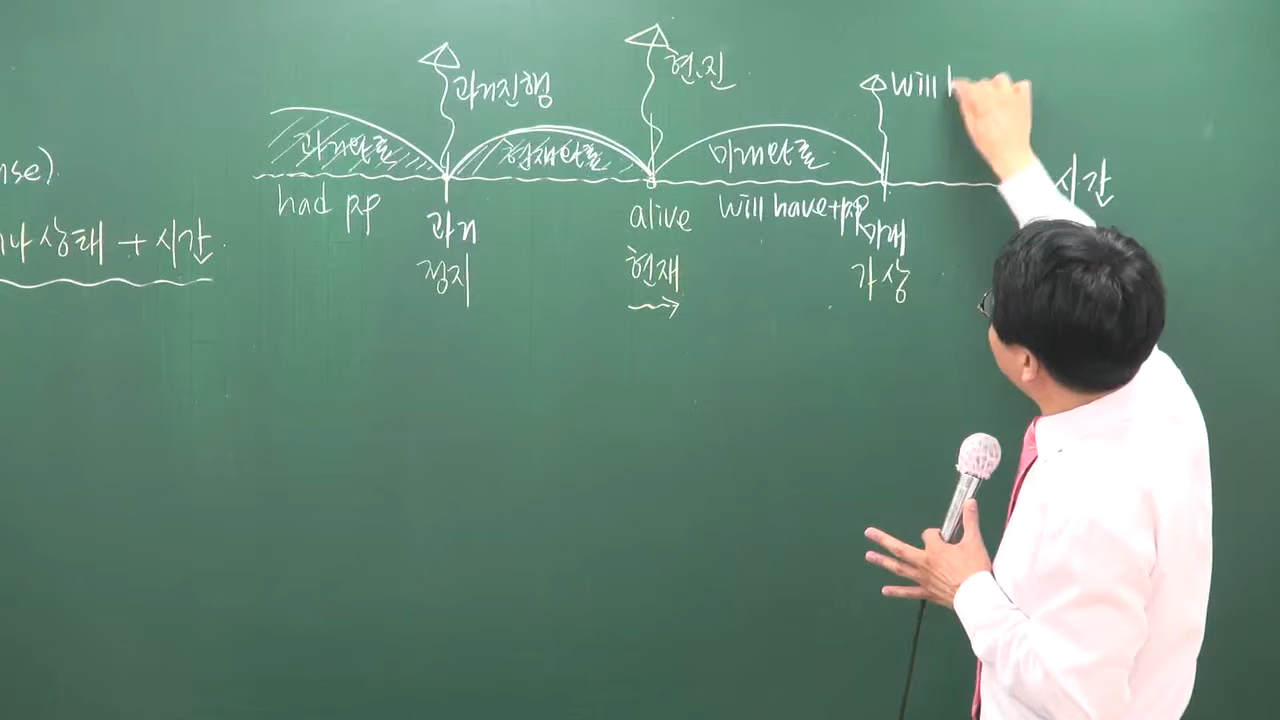 nse)
나 상태 + 시간
과거진행
현.진
will h
과거완료
현재완료
미래완료
시간
had p.p
과거
정지
alive
현재
will have+p.p
미래
가상